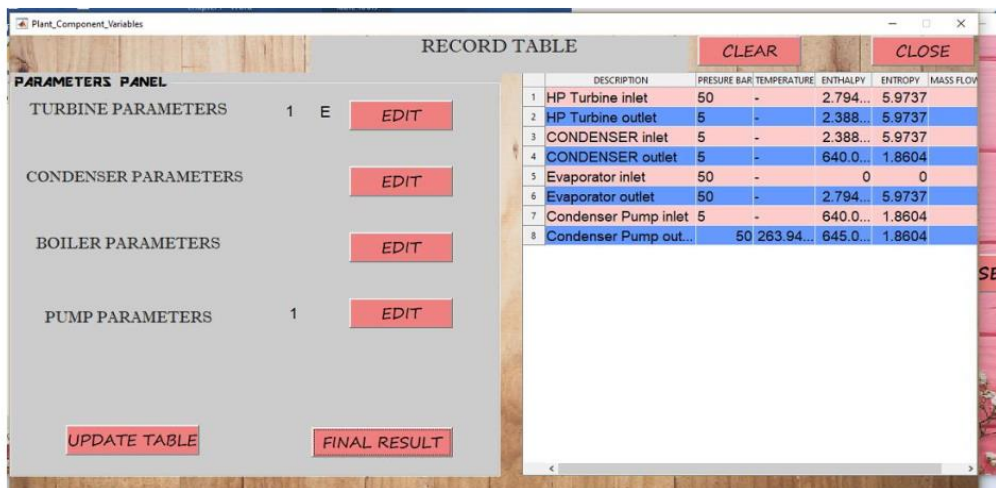 Plant_Component_Variables
RECORD TABLE
CLEAR
CLOSE
PARAMETERS PANEL
TURBINE PARAMETERS 1 E EDIT
CONDENSER PARAMETERS EDIT
BOILER PARAMETERS EDIT
PUMP PARAMETERS 1 EDIT
UPDATE TABLE
FINAL RESULT
DESCRIPTION PRESURE BAR TEMPERATURE ENTHALPY ENTROPY MASS FLOW
1 HP Turbine inlet 50 - 2.794... 5.9737
2 HP Turbine outlet 5 - 2.388... 5.9737
3 CONDENSER inlet 5 - 2.388... 5.9737
4 CONDENSER outlet 5 - 640.0... 1.8604
5 Evaporator inlet 50 - 0 0
6 Evaporator outlet 50 - 2.794... 5.9737
7 Condenser Pump inlet 5 - 640.0... 1.8604
8 Condenser Pump out... 50 263.94... 645.0... 1.8604
SE